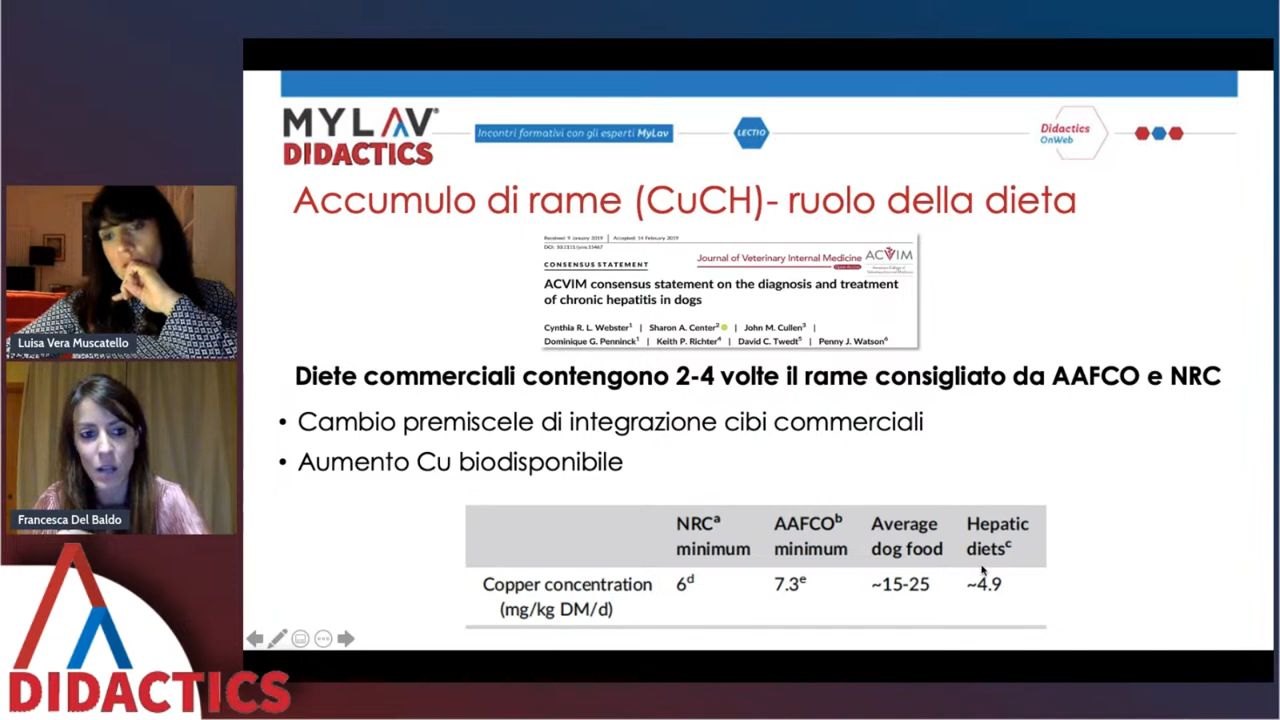 MYLAV®
DIDACTICS
Incontri formativi con gli esperti MyLav
LECTIO
Didactics
OnWeb
Accumulo di rame (CuCH)- ruolo della dieta
Received: 9 January 2019 | Accepted: 14 February 2019
CONSENSUS STATEMENT
Journal of Veterinary Internal Medicine
ACVIM
ACVIM consensus statement on the diagnosis and treatment
of chronic hepatitis in dogs
Cynthia R. L. Webster¹ | Sharon A. Center² | John M. Cullen³ |
Dominique G. Penninck¹ | Keith P. Richter⁴ | David C. Twedt⁵ | Penny J. Watson⁶
Diete commerciali contengono 2-4 volte il rame consigliato da AAFCO e NRC
• Cambio premiscele di integrazione cibi commerciali
• Aumento Cu biodisponibile
NRCᵃ minimum AAFCOᵇ minimum Average dog food Hepatic dietsᶜ
Copper concentration (mg/kg DM/d) 6ᵈ 7.3ᵉ ~15-25 ~4.9
Luisa Vera Muscatello
Francesca Del Baldo
DIDACTICS